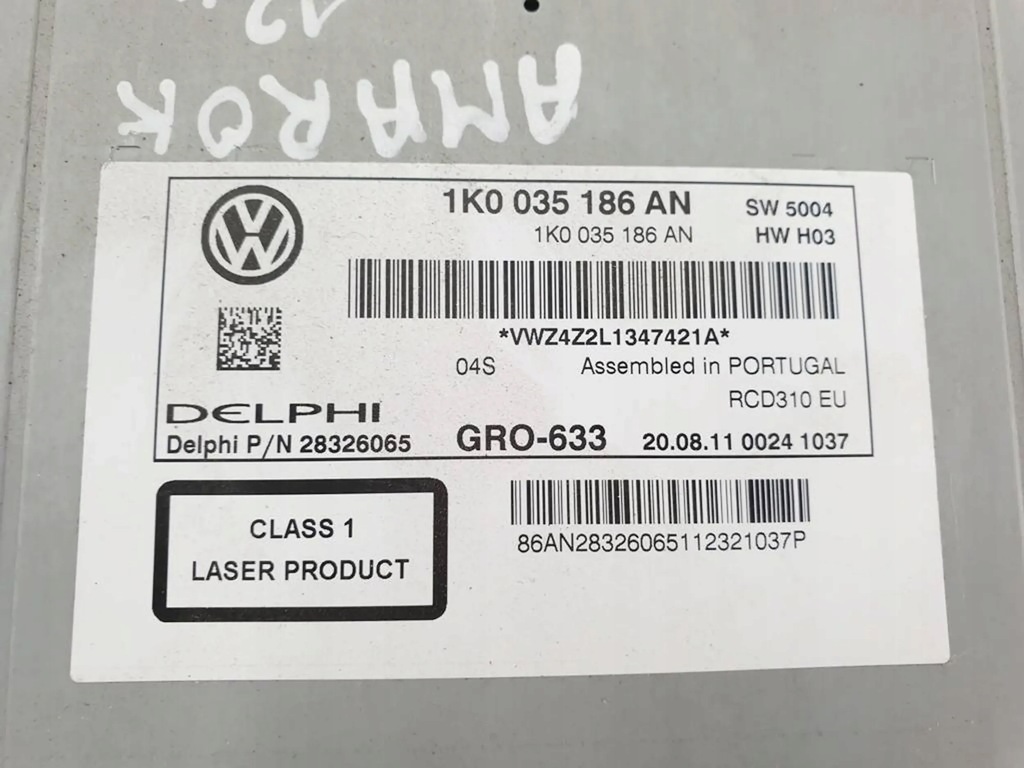 AMAROK
1K0 035 186 AN SW 5004
1K0 035 186 AN HW H03
*VWZ4Z2L1347421A*
04S Assembled in PORTUGAL
RCD310 EU
DELPHI
Delphi P/N 28326065 GRO-633 20.08.11 0024 1037
CLASS 1
LASER PRODUCT
86AN28326065112321037P